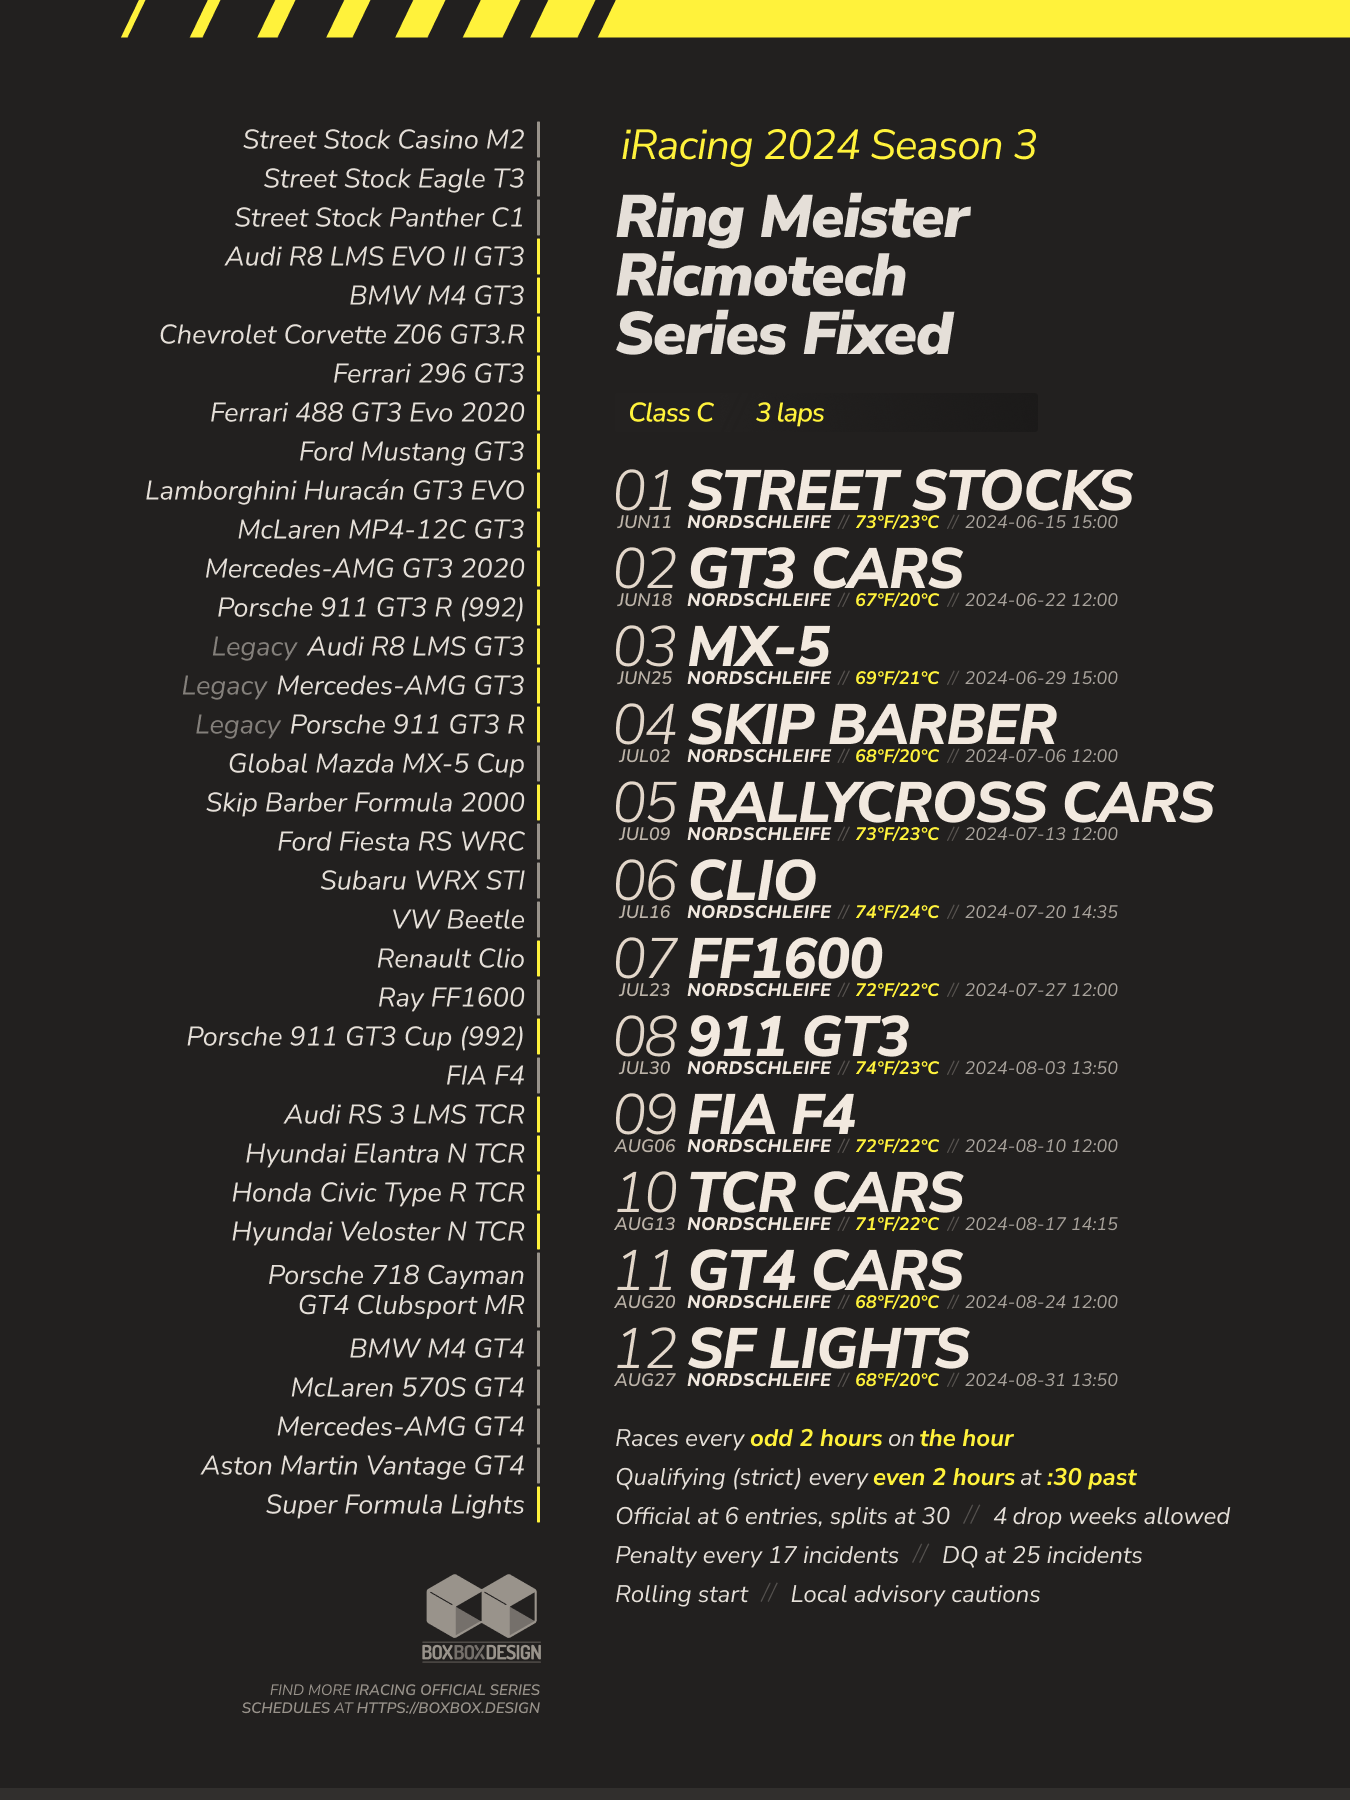 Street Stock Casino M2
Street Stock Eagle T3
Street Stock Panther C1
Audi R8 LMS EVO II GT3
BMW M4 GT3
Chevrolet Corvette Z06 GT3.R
Ferrari 296 GT3
Ferrari 488 GT3 Evo 2020
Ford Mustang GT3
Lamborghini Huracán GT3 EVO
McLaren MP4-12C GT3
Mercedes-AMG GT3 2020
Porsche 911 GT3 R (992)
Legacy Audi R8 LMS GT3
Legacy Mercedes-AMG GT3
Legacy Porsche 911 GT3 R
Global Mazda MX-5 Cup
Skip Barber Formula 2000
Ford Fiesta RS WRC
Subaru WRX STI
VW Beetle
Renault Clio
Ray FF1600
Porsche 911 GT3 Cup (992)
FIA F4
Audi RS 3 LMS TCR
Hyundai Elantra N TCR
Honda Civic Type R TCR
Hyundai Veloster N TCR
Porsche 718 Cayman
GT4 Clubsport MR
BMW M4 GT4
McLaren 570S GT4
Mercedes-AMG GT4
Aston Martin Vantage GT4
Super Formula Lights
BOXBOXDESIGN
FIND MORE IRACING OFFICIAL SERIES
SCHEDULES AT HTTPS://BOXBOX.DESIGN
iRacing 2024 Season 3
Ring Meister
Ricmotech
Series Fixed
Class C 3 laps
01 STREET STOCKS
JUN11 NORDSCHLEIFE // 73°F/23°C // 2024-06-15 15:00
02 GT3 CARS
JUN18 NORDSCHLEIFE // 67°F/20°C // 2024-06-22 12:00
03 MX-5
JUN25 NORDSCHLEIFE // 69°F/21°C // 2024-06-29 15:00
04 SKIP BARBER
JUL02 NORDSCHLEIFE // 68°F/20°C // 2024-07-06 12:00
05 RALLYCROSS CARS
JUL09 NORDSCHLEIFE // 73°F/23°C // 2024-07-13 12:00
06 CLIO
JUL16 NORDSCHLEIFE // 74°F/24°C // 2024-07-20 14:35
07 FF1600
JUL23 NORDSCHLEIFE // 72°F/22°C // 2024-07-27 12:00
08 911 GT3
JUL30 NORDSCHLEIFE // 74°F/23°C // 2024-08-03 13:50
09 FIA F4
AUG06 NORDSCHLEIFE // 72°F/22°C // 2024-08-10 12:00
10 TCR CARS
AUG13 NORDSCHLEIFE // 71°F/22°C // 2024-08-17 14:15
11 GT4 CARS
AUG20 NORDSCHLEIFE // 68°F/20°C // 2024-08-24 12:00
12 SF LIGHTS
AUG27 NORDSCHLEIFE // 68°F/20°C // 2024-08-31 13:50
Races every odd 2 hours on the hour
Qualifying (strict) every even 2 hours at :30 past
Official at 6 entries, splits at 30 // 4 drop weeks allowed
Penalty every 17 incidents // DQ at 25 incidents
Rolling start // Local advisory cautions